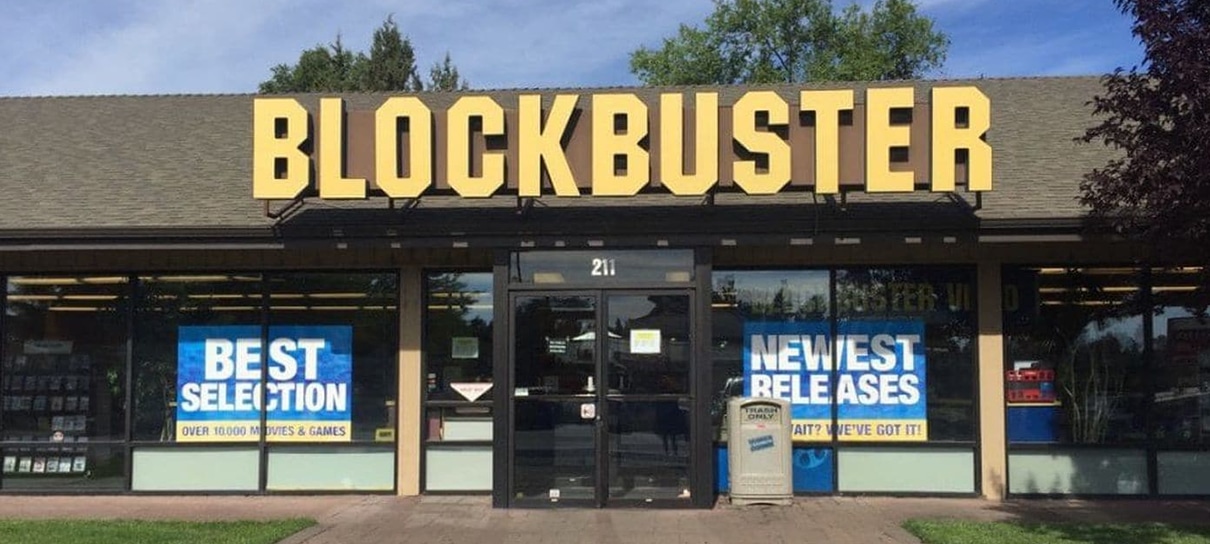 BLOCKBUSTER
211
BEST
SELECTION
OVER 10,000 MOVIES & GAMES
NEWEST
RELEASES
WAIT? WE'VE GOT IT!
TRASH
ONLY